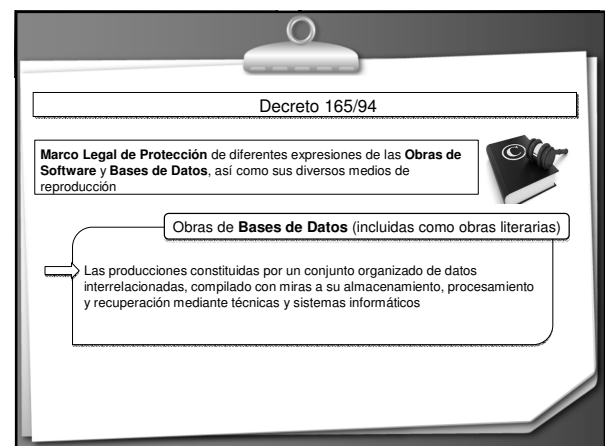 Decreto 165/94
Marco Legal de Protección de diferentes expresiones de las Obras de
Software y Bases de Datos, así como sus diversos medios de
reproducción
©
Obras de Bases de Datos (incluidas como obras literarias)
Las producciones constituidas por un conjunto organizado de datos
interrelacionadas, compilado con miras a su almacenamiento, procesamiento
y recuperación mediante técnicas y sistemas informáticos